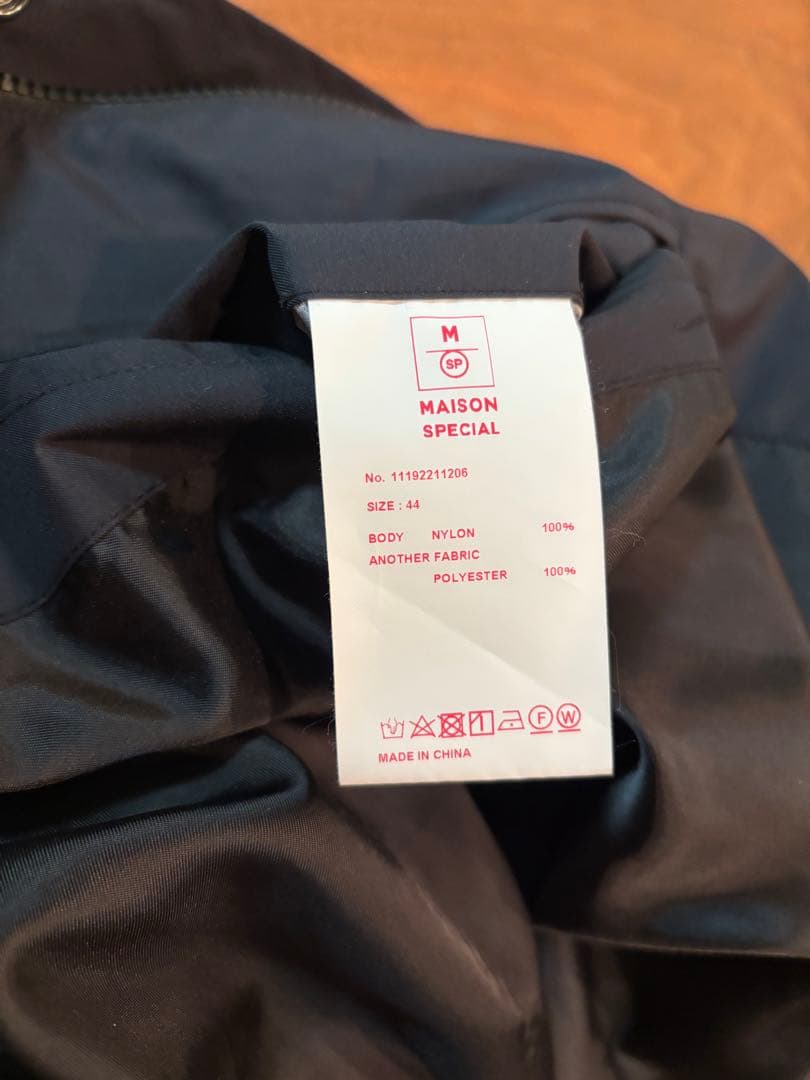 M
SP
MAISON
SPECIAL
No. 11192211206
SIZE : 44
BODY NYLON 100%
ANOTHER FABRIC
POLYESTER 100%
F W
MADE IN CHINA